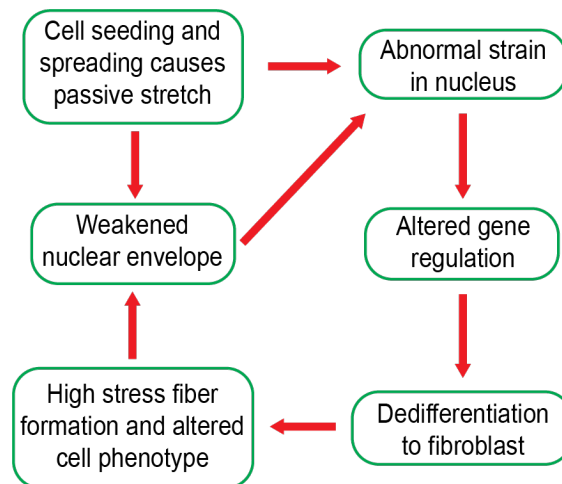 Cell seeding and
spreading causes
passive stretch
Abnormal strain
in nucleus
Weakened
nuclear envelope
Altered gene
regulation
High stress fiber
formation and altered
cell phenotype
Dedifferentiation
to fibroblast